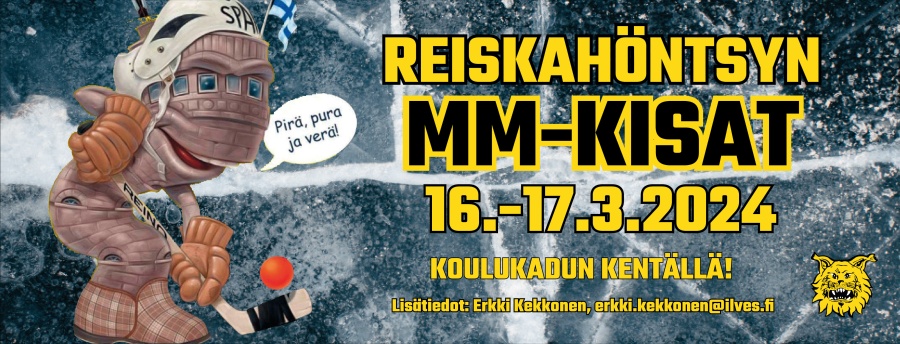 SPA
Pirä, pura
ja verä!
REINO
REISKAHÖNTSYN
MM-KISAT
16.-17.3.2024
KOULUKADUN KENTÄLLÄ!
Lisätiedot: Erkki Kekkonen, erkki.kekkonen@ilves.fi